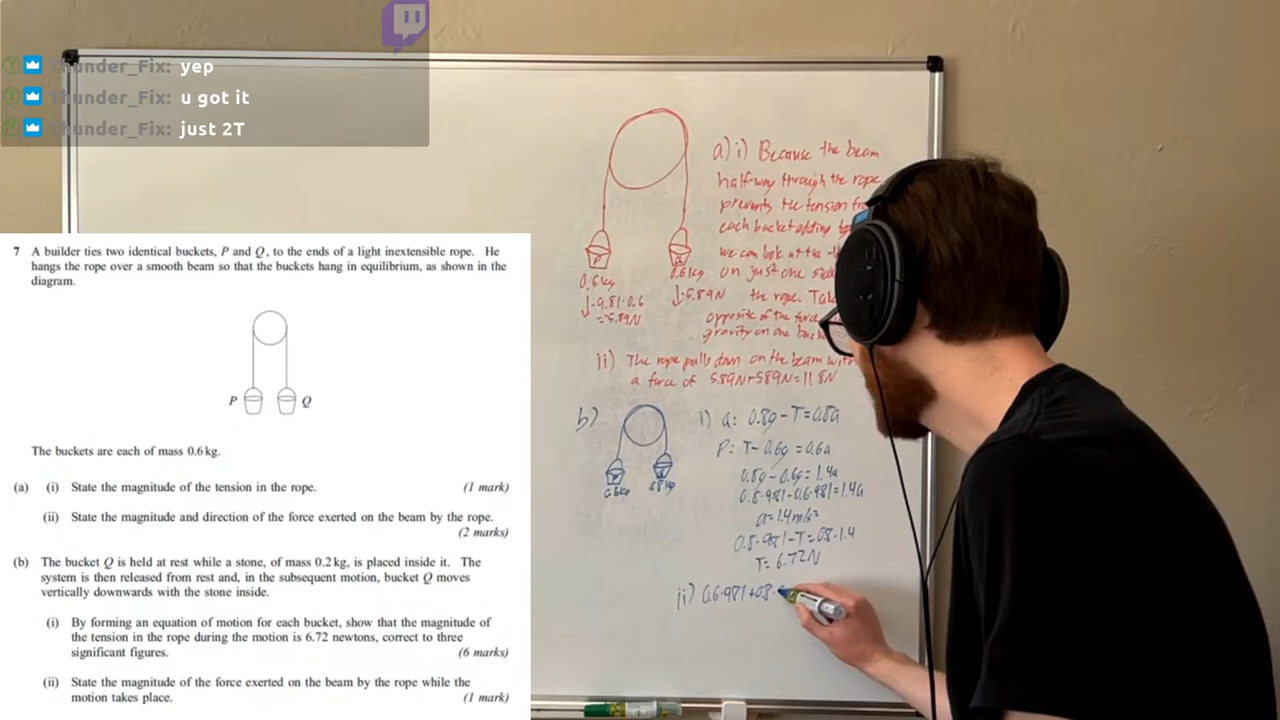 Thunder_Fix: yep
Thunder_Fix: u got it
Thunder_Fix: just 2T
7 A builder ties two identical buckets, P and Q, to the ends of a light inextensible rope. He
hangs the rope over a smooth beam so that the buckets hang in equilibrium, as shown in the
diagram.
P Q
The buckets are each of mass 0.6 kg.
(a) (i) State the magnitude of the tension in the rope. (1 mark)
(ii) State the magnitude and direction of the force exerted on the beam by the rope.
(2 marks)
(b) The bucket Q is held at rest while a stone, of mass 0.2 kg, is placed inside it. The
system is then released from rest and, in the subsequent motion, bucket Q moves
vertically downwards with the stone inside.
(i) By forming an equation of motion for each bucket, show that the magnitude of
the tension in the rope during the motion is 6.72 newtons, correct to three
significant figures. (6 marks)
(ii) State the magnitude of the force exerted on the beam by the rope while the
motion takes place. (1 mark)
P
0.6kg
↓-9.81·0.6
=-5.89N
0.6kg
↓-5.89N
a) i) Because the beam
half-way through the rope
prevents the tension
each bucket adding
we can look at the
on just one
the rope.
opposite of the force
gravity on one
ii) The rope pulls down on the beam with
a force of 5.89N+5.89N=11.8N
b)
P
0.6kg
0.8kg
i) Q: 0.8g-T=0.8a
P: T-0.6g=0.6a
0.8g-0.6g=1.4a
0.8·9.81-0.6·9.81=1.4a
a=1.4m/s²
0.8·9.81-T=0.8·1.4
T=6.72N
ii) 0.6·9.81+0.8·